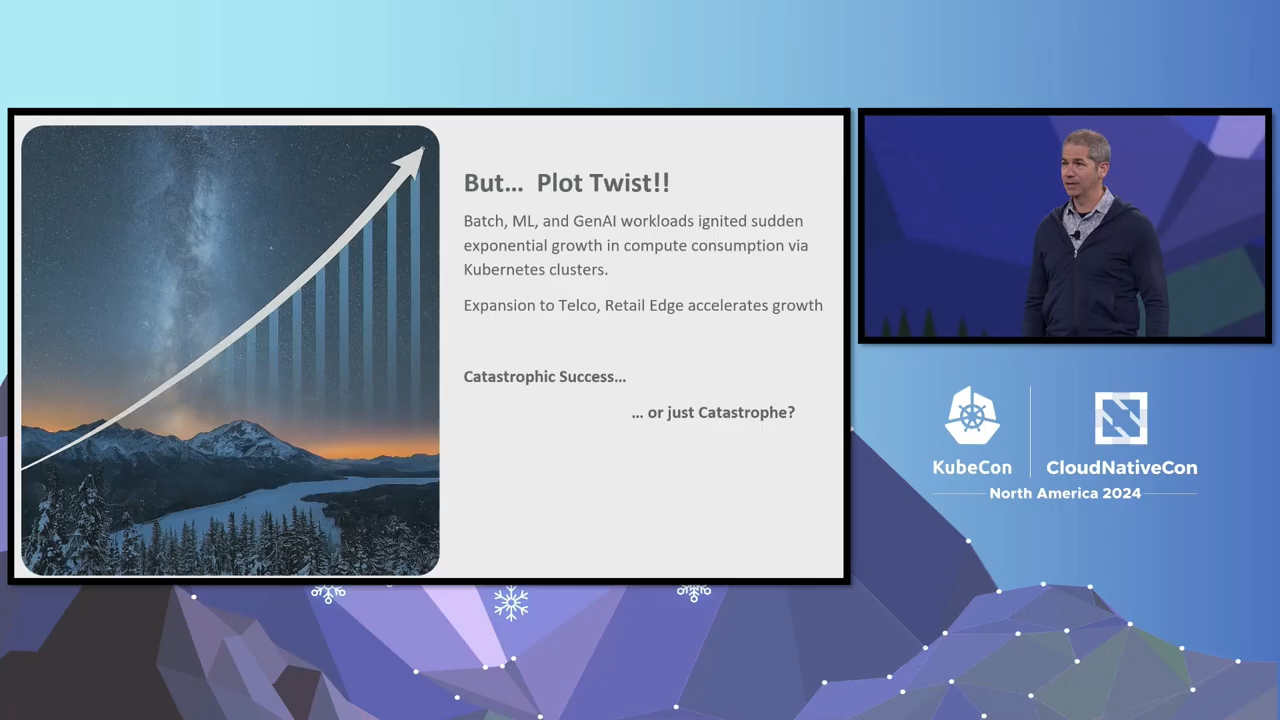 But... Plot Twist!!
Batch, ML, and GenAI workloads ignited sudden
exponential growth in compute consumption via
Kubernetes clusters.
Expansion to Telco, Retail Edge accelerates growth
Catastrophic Success...
... or just Catastrophe?
KubeCon
CloudNativeCon
North America 2024